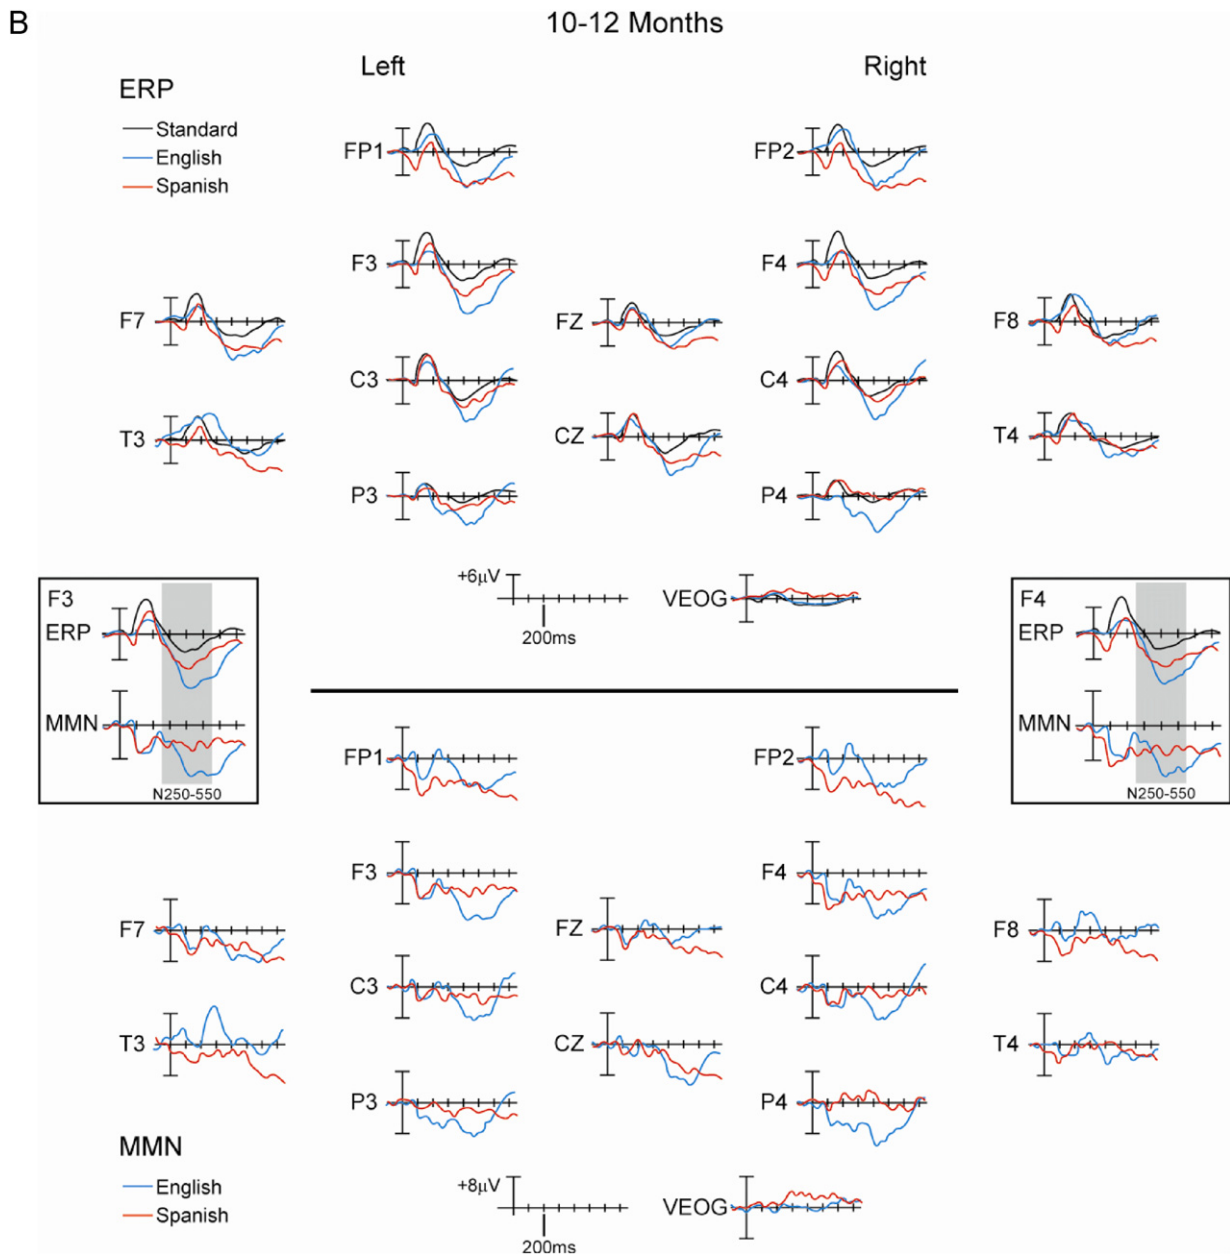 B
10-12 Months
Left
Right
ERP
Standard
English
Spanish
FP1
FP2
F3
F4
F7
FZ
F8
C3
C4
T3
CZ
T4
P3
P4
+6µV
200ms
VEOG
F3
ERP
MMN
N250-550
F4
ERP
MMN
N250-550
FP1
FP2
F3
F4
F7
FZ
F8
C3
C4
T3
CZ
T4
P3
P4
MMN
English
Spanish
+8µV
200ms
VEOG